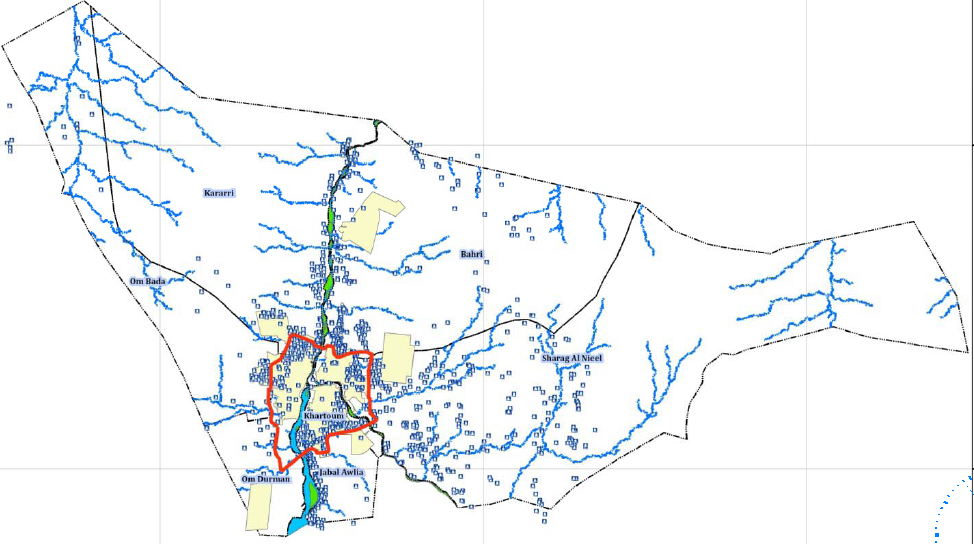 Kararri
Bahri
Om Bada
Sharag Al Nieel
Khartoum
Jabal Awlia
Om Durman